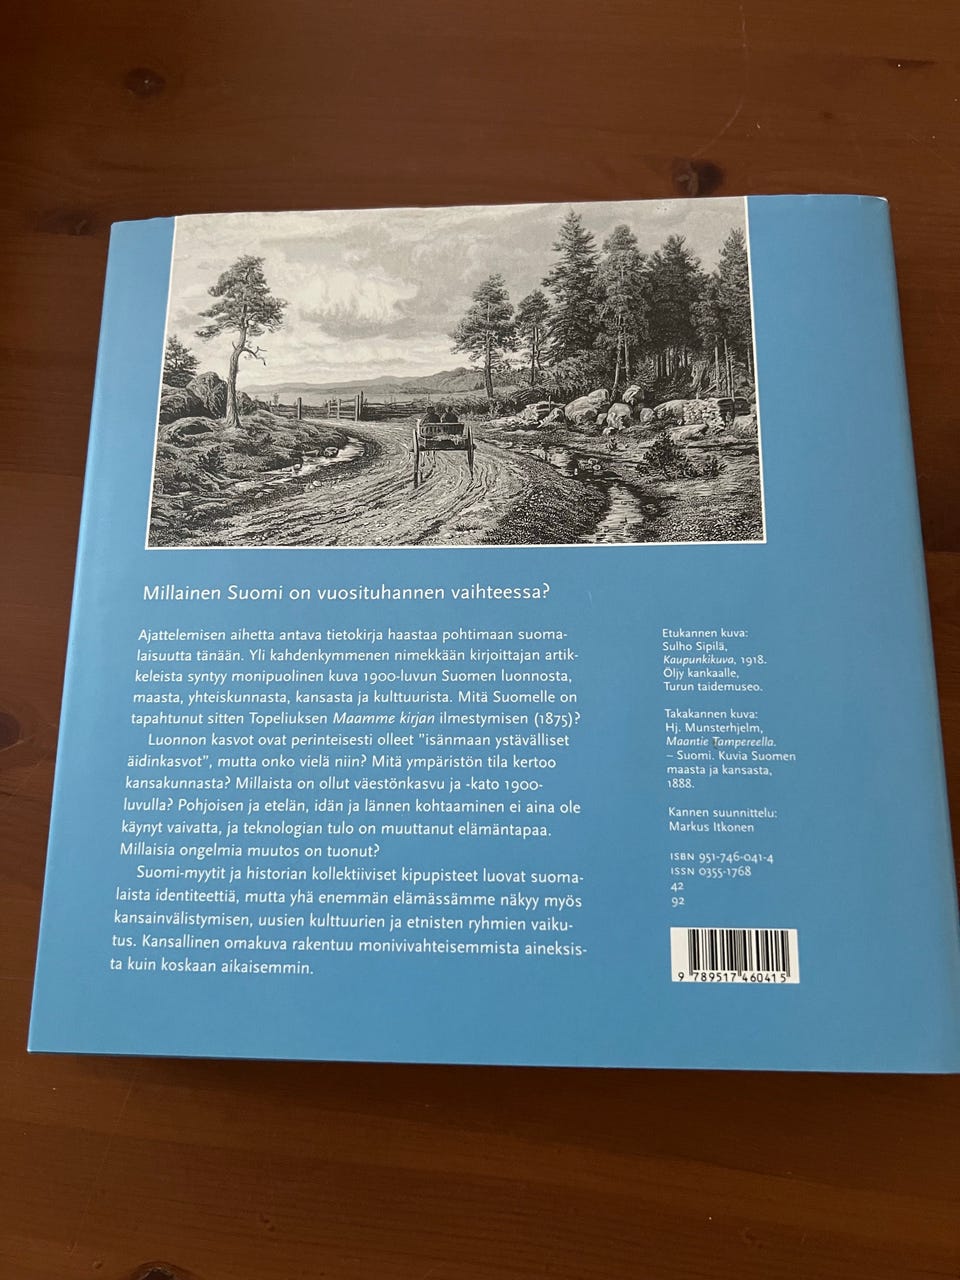 Millainen Suomi on vuosituhannen vaihteessa?
Ajattelemisen aihetta antava tietokirja haastaa pohtimaan suoma-
laisuutta tänään. Yli kahdenkymmenen nimekkään kirjoittajan artik-
keleista syntyy monipuolinen kuva 1900-luvun Suomen luonnosta,
maasta, yhteiskunnasta, kansasta ja kulttuurista. Mitä Suomelle on
tapahtunut sitten Topeliuksen Maamme kirjan ilmestymisen (1875)?
Luonnon kasvot ovat perinteisesti olleet "isänmaan ystävälliset
äidinkasvot", mutta onko vielä niin? Mitä ympäristön tila kertoo
kansakunnasta? Millaista on ollut väestönkasvu ja -kato 1900-
luvulla? Pohjoisen ja etelän, idän ja lännen kohtaaminen ei aina ole
käynyt vaivatta, ja teknologian tulo on muuttanut elämäntapaa.
Millaisia ongelmia muutos on tuonut?
Suomi-myytit ja historian kollektiiviset kipupisteet luovat suoma-
laista identiteettiä, mutta yhä enemmän elämässämme näkyy myös
kansainvälistymisen, uusien kulttuurien ja etnisten ryhmien vaiku-
tus. Kansallinen omakuva rakentuu monivivahteisemmista aineksis-
ta kuin koskaan aikaisemmin.
Etukannen kuva:
Sulho Sipilä,
Kaupunkikuva, 1918.
Öljy kankaalle,
Turun taidemuseo.
Takakannen kuva:
Hj. Munsterhjelm,
Maantie Tampereella.
– Suomi. Kuvia Suomen
maasta ja kansasta,
1888.
Kannen suunnittelu:
Markus Itkonen
ISBN 951-746-041-4
ISSN 0355-1768
42
92
9 789517 460415